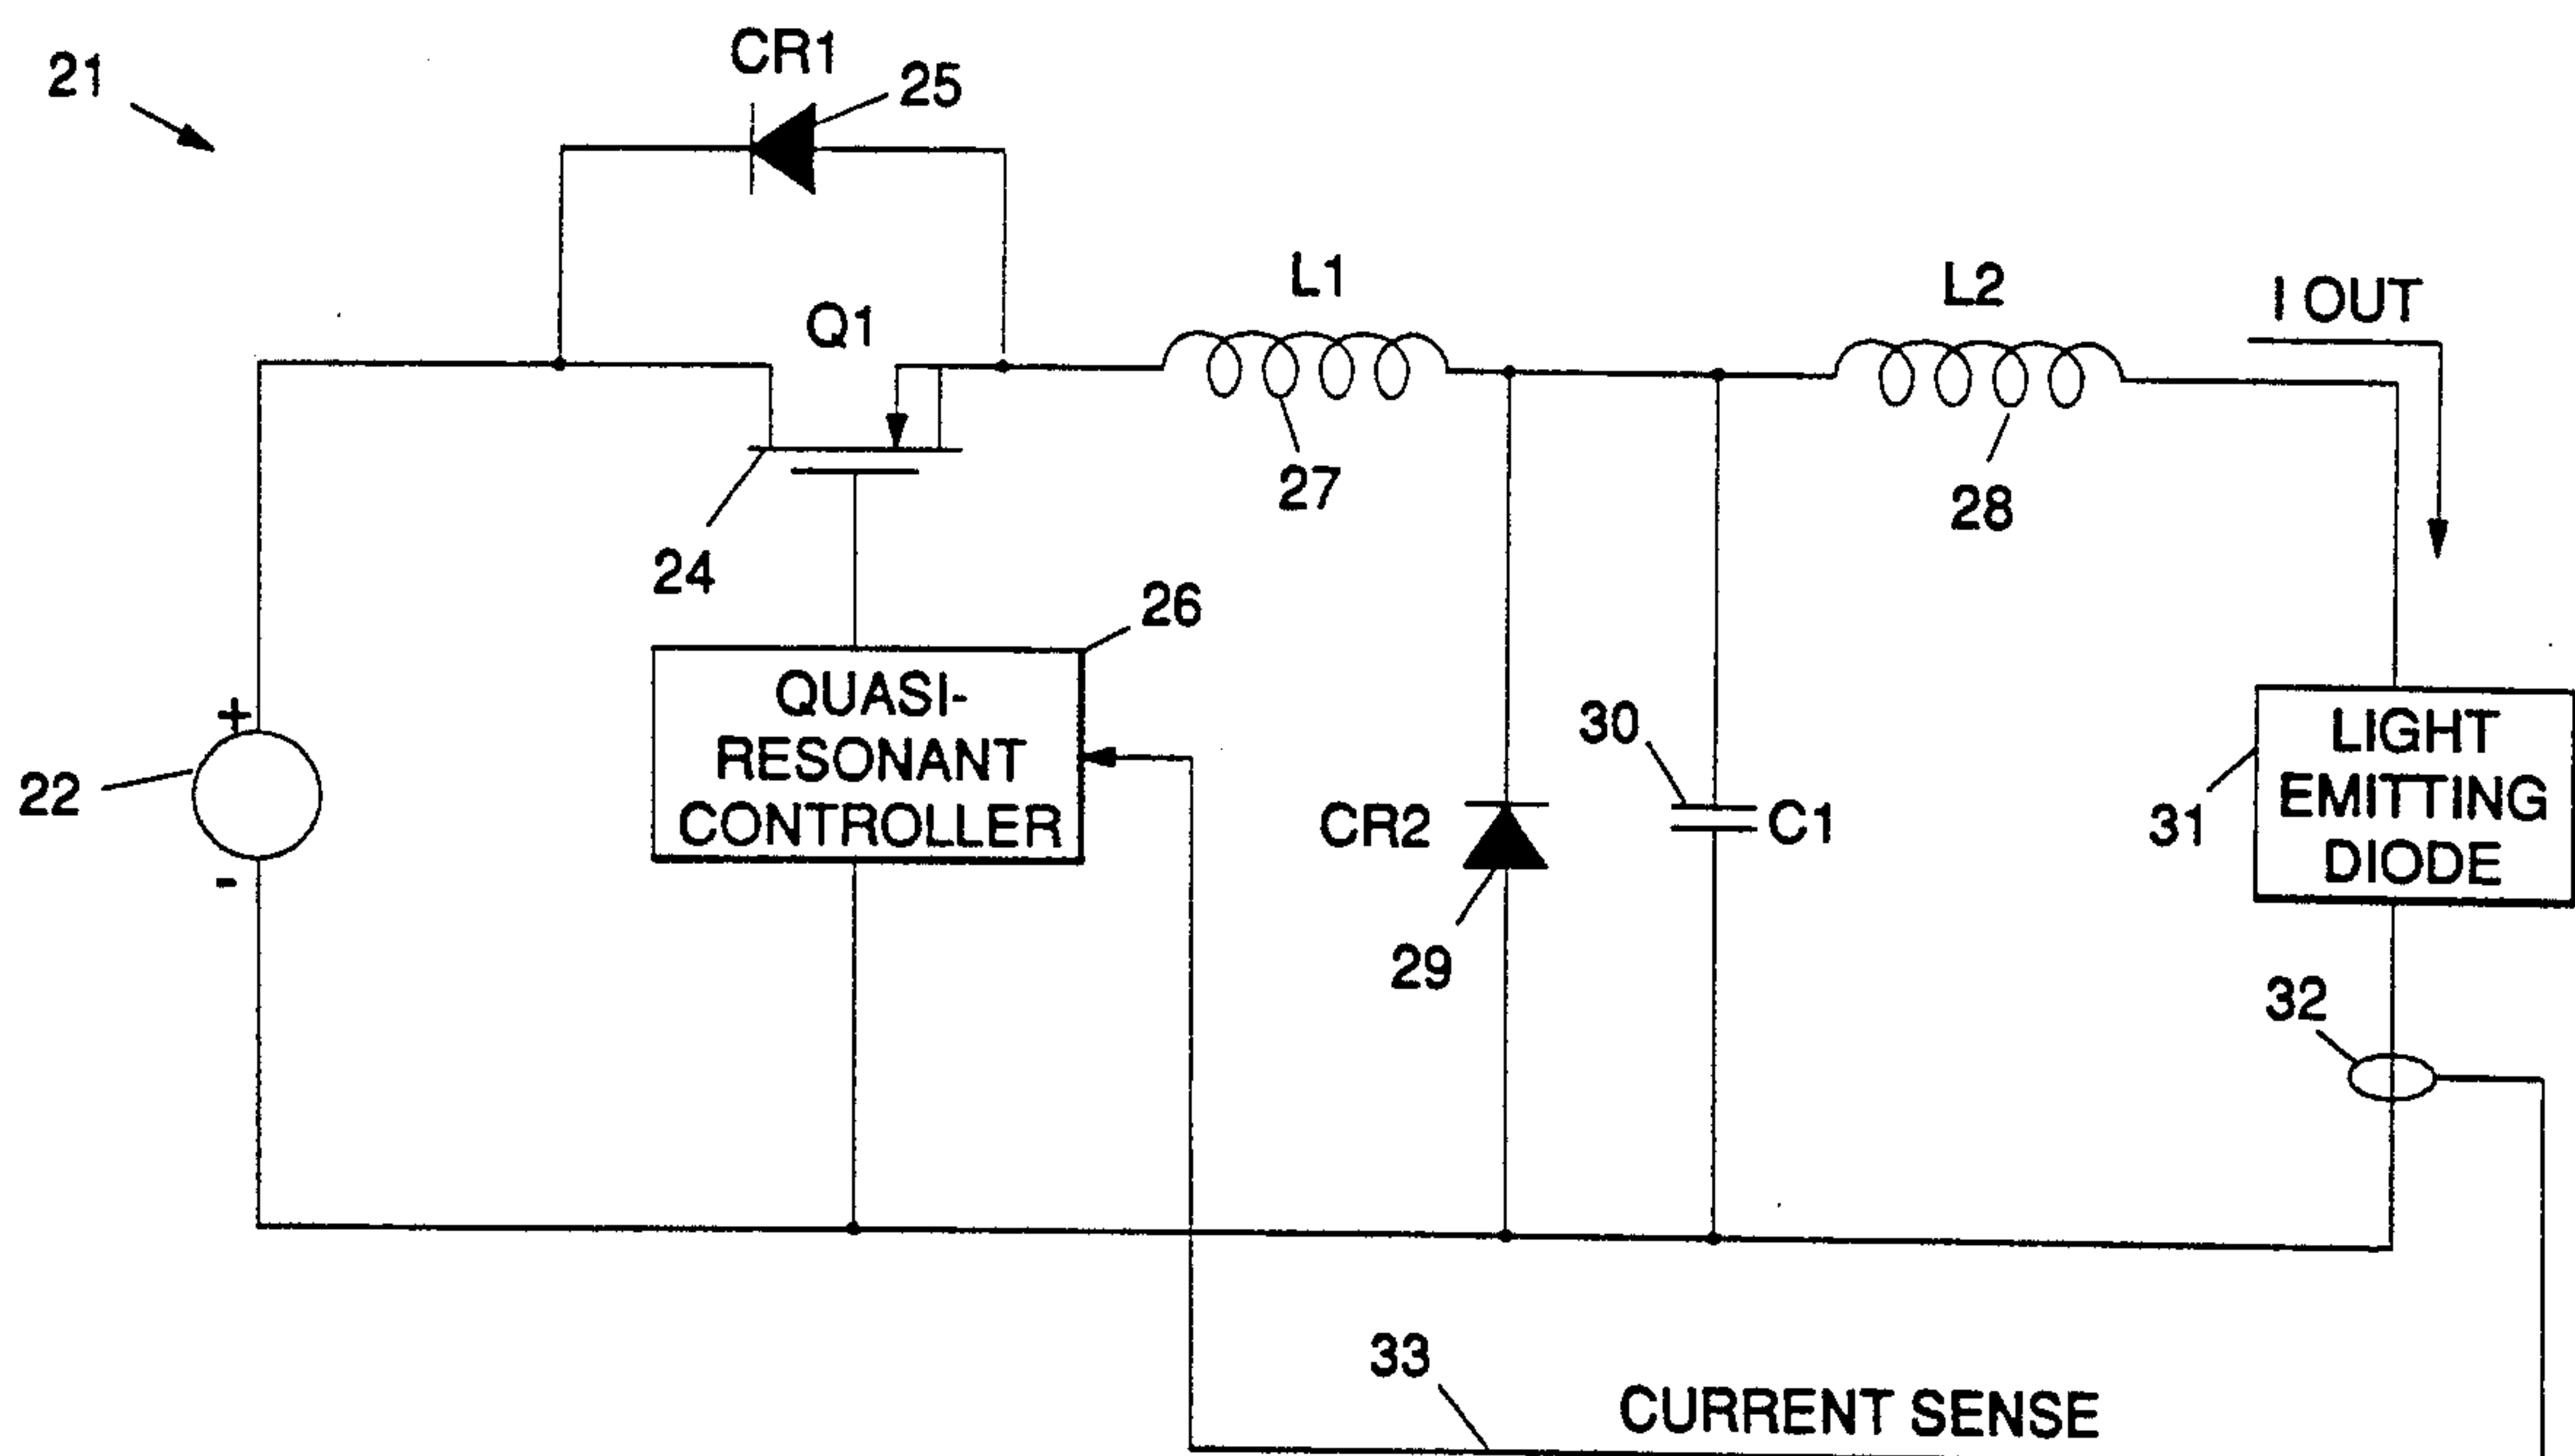 21
CR1
25
Q1
L1
L2
I OUT
27
28
24
26
QUASI-
RESONANT
CONTROLLER
+
22
-
30
CR2
C1
29
31
LIGHT
EMITTING
DIODE
32
33
CURRENT SENSE